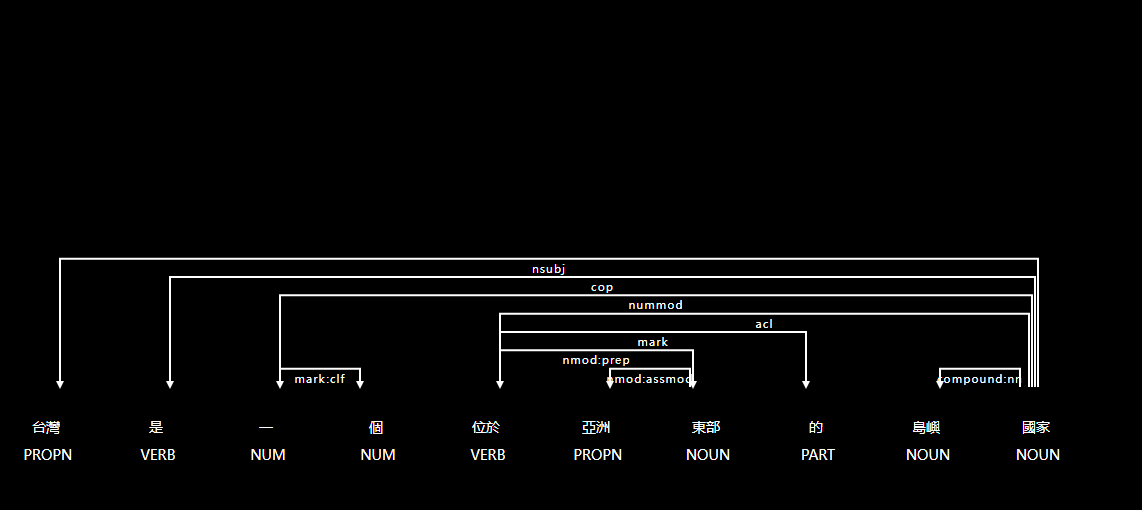 nsubj
cop
nummod
acl
mark
nmod:prep
mark:clf nmod:assmod compound:nn
台灣 是 一 個 位於 亞洲 東部 的 島嶼 國家
PROPN VERB NUM NUM VERB PROPN NOUN PART NOUN NOUN